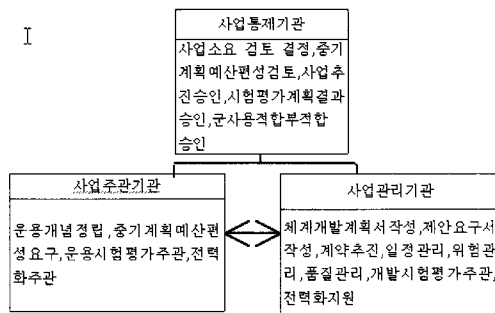 사업통제기관
사업소요 검토 결정,중기
계획예산편성검토,사업추
진승인,시험평가계획결과
승인,군사용적합부적합
승인
사업주관기관
운용개념정립,중기계획예산편
성요구,운용시험평가주관,전력
화주관
사업관리기관
체계개발계획서작성,제안요구서
작성,계약추진,일정관리,위험관
리,품질관리,개발시험평가주관,
전력화지원